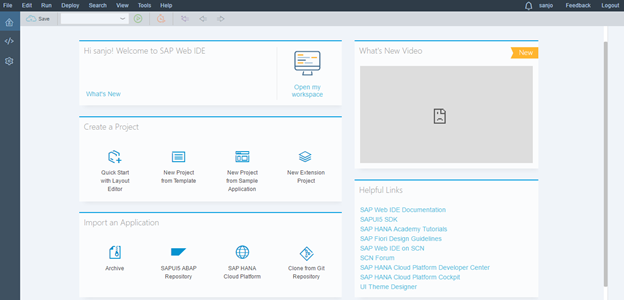 File Edit Run Deploy Search View Tools Help sanjo Feedback Logout
Save
Hi sanjo! Welcome to SAP Web IDE
What's New
Open my
workspace
What's New Video
New
Create a Project
Quick Start
with Layout
Editor
New Project
from Template
New Project
from Sample
Application
New Extension
Project
Import an Application
Archive
SAPUI5 ABAP
Repository
SAP HANA
Cloud Platform
Clone from Git
Repository
Helpful Links
SAP Web IDE Documentation
SAPUI5 SDK
SAP HANA Academy Tutorials
SAP Fiori Design Guidelines
SAP Web IDE on SCN
SCN Forum
SAP HANA Cloud Platform Developer Center
SAP HANA Cloud Platform Cockpit
UI Theme Designer